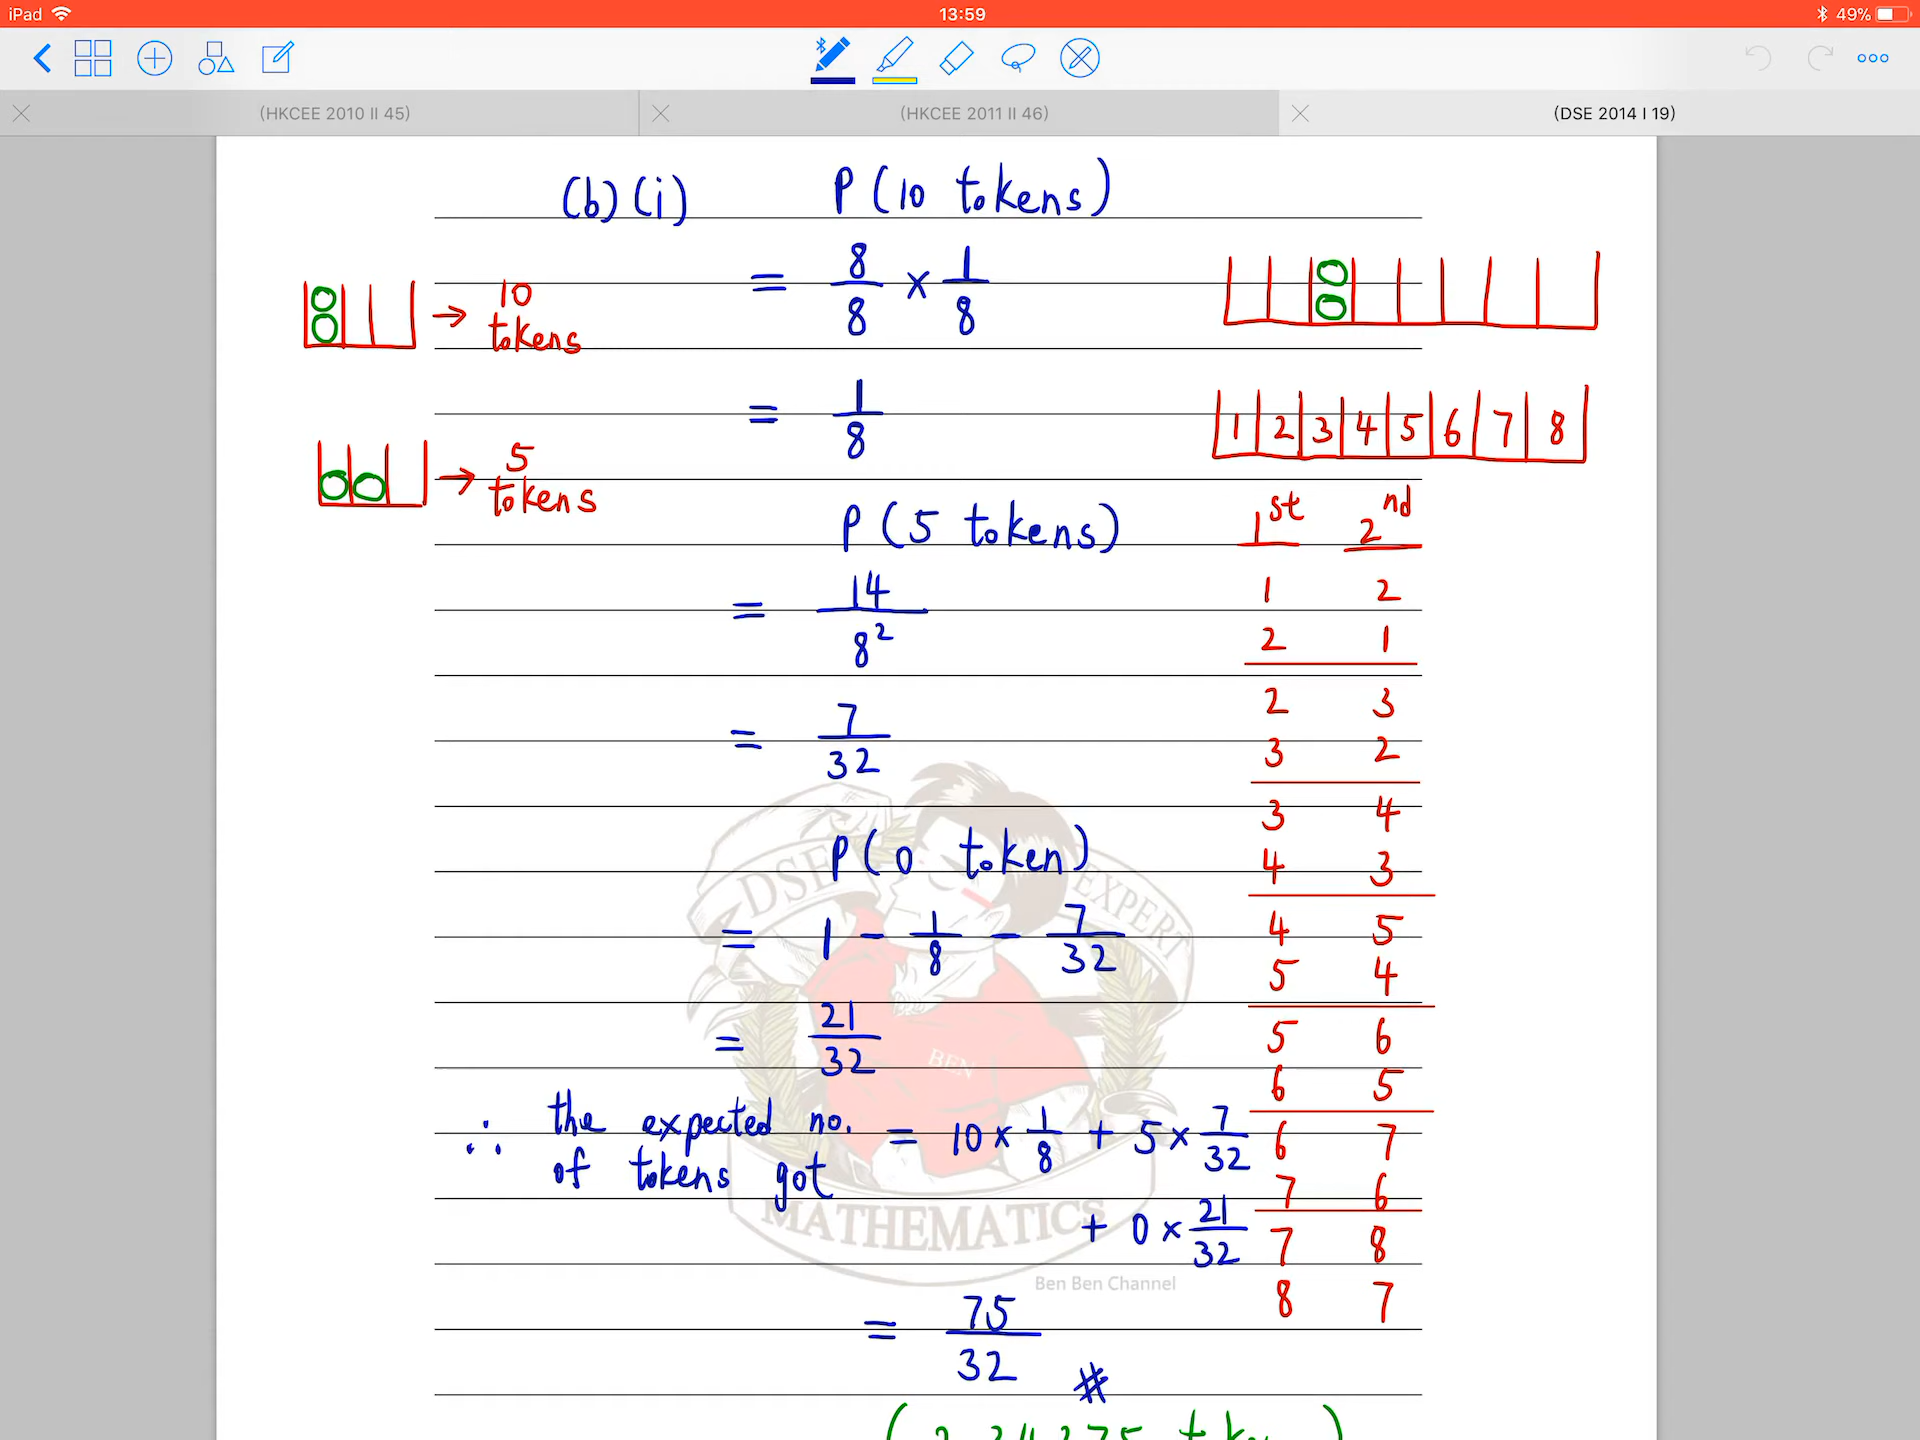 iPad 13:59 49%
(HKCEE 2010 II 45) (HKCEE 2011 II 46) (DSE 2014 I 19)
(b)(i) P(10 tokens)
= 8/8 × 1/8
→ 10 tokens
= 1/8
1 2 3 4 5 6 7 8
→ 5 tokens
P(5 tokens)
1st 2nd
= 14/8²
1 2
2 1
= 7/32
2 3
3 2
P(0 token)
3 4
4 3
= 1 − 1/8 − 7/32
4 5
5 4
= 21/32
5 6
6 5
∴ the expected no. of tokens got = 10 × 1/8 + 5 × 7/32
+ 0 × 21/32
6 7
7 6
7 8
8 7
= 75/32 #
DSE EXPERT
BEN
MATHEMATICS
Ben Ben Channel